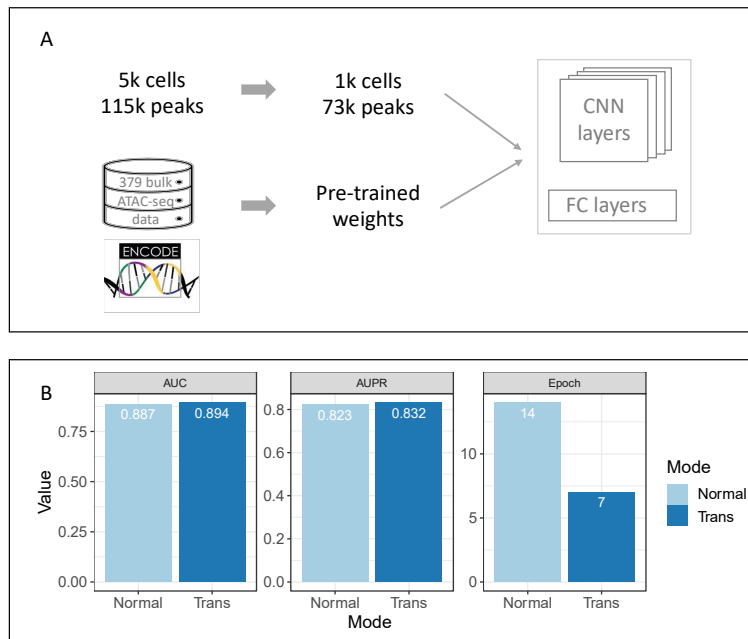 A
5k cells
115k peaks
1k cells
73k peaks
CNN
layers
FC layers
379 bulk
ATAC-seq
data
Pre-trained
weights
ENCODE
B
AUC
AUPR
Epoch
Value
0.75
0.50
0.25
0.00
0.887
0.894
Normal
Trans
0.8
0.6
0.4
0.2
0.0
0.823
0.832
Normal
Trans
10
5
0
14
7
Normal
Trans
Mode
Mode
Normal
Trans